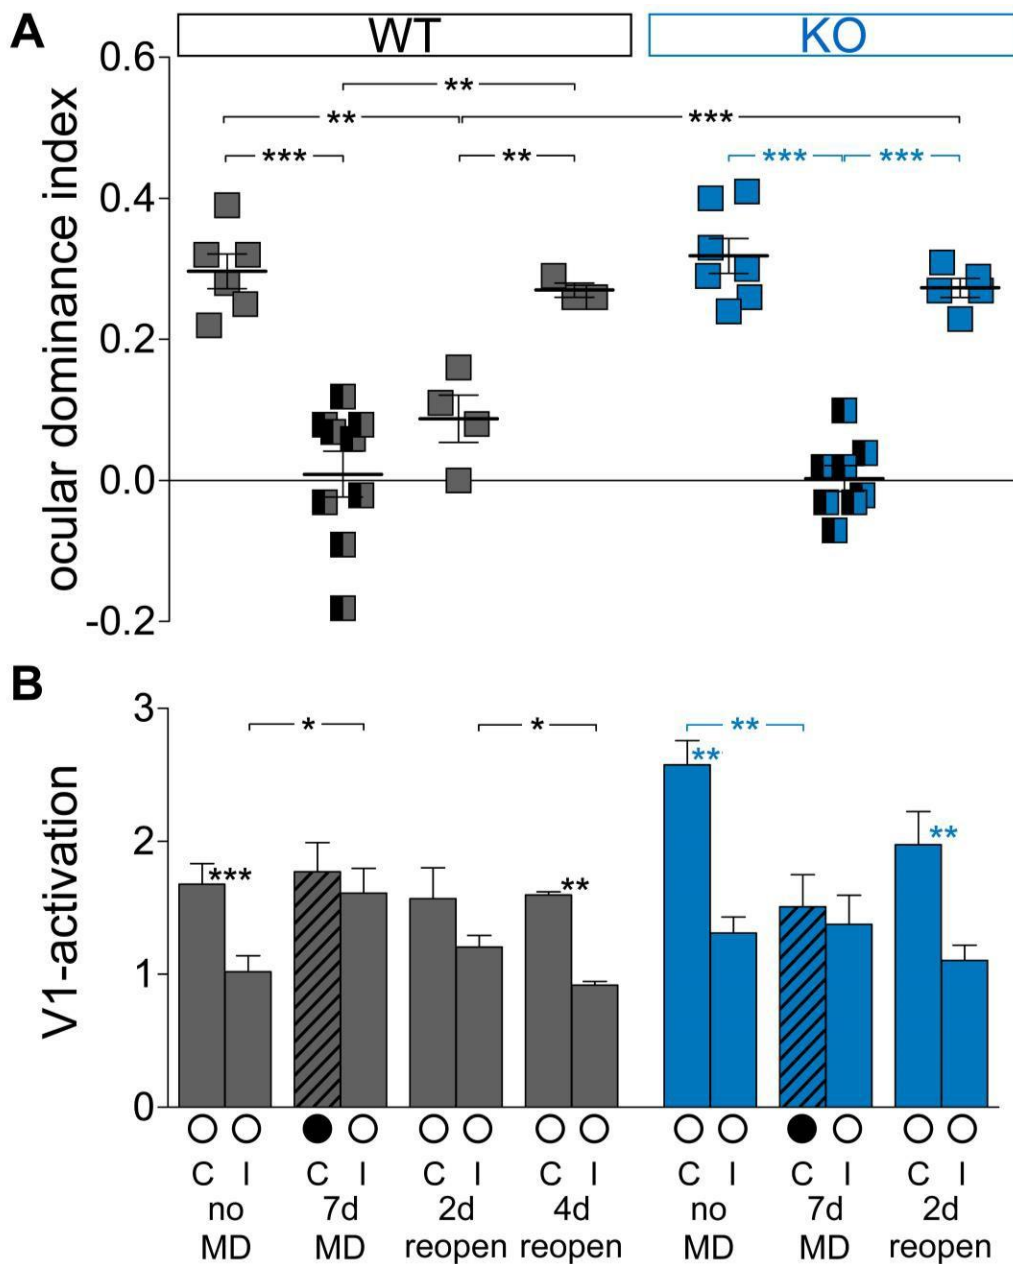 A
WT
KO
ocular dominance index
0.6
0.4
0.2
0.0
-0.2
**
** ***
*** ** *** ***
B
V1-activation
3
2
1
0
* * **
*** ** ** **
C I C I C I C I C I C I C I
no 7d 2d 4d no 7d 2d
MD MD reopen reopen MD MD reopen